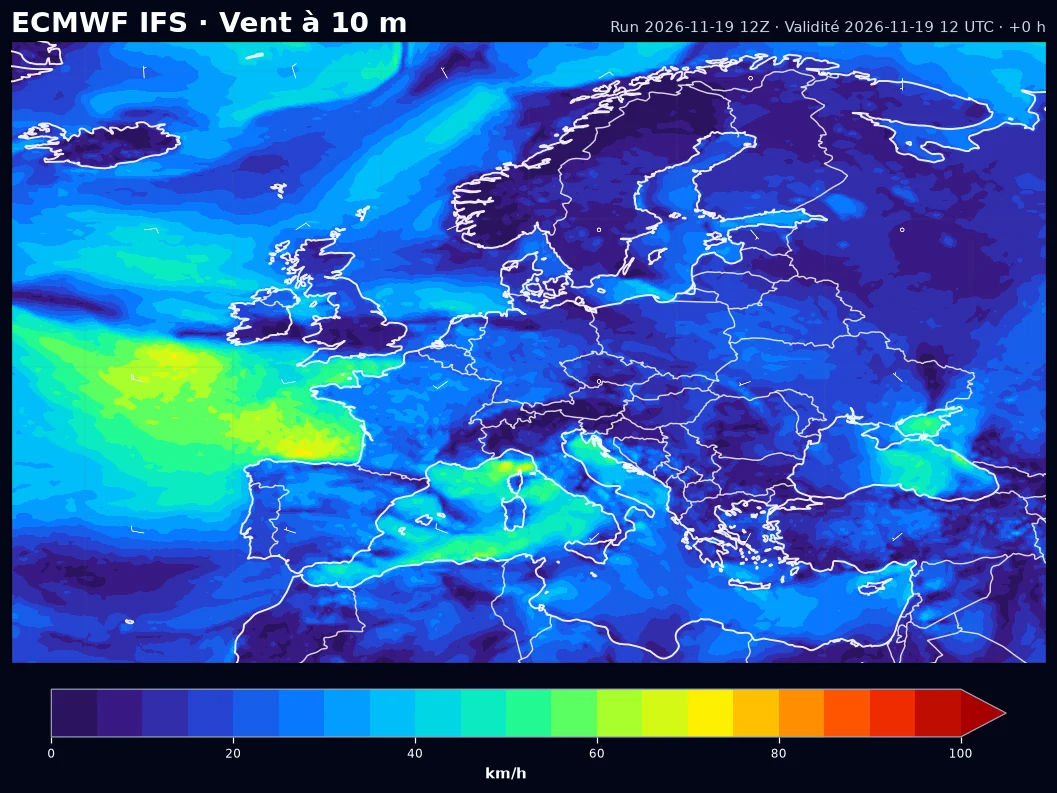 ECMWF IFS · Vent à 10 m
Run 2026-11-19 12Z · Validité 2026-11-19 12 UTC · +0 h
0 20 40 60 80 100
km/h